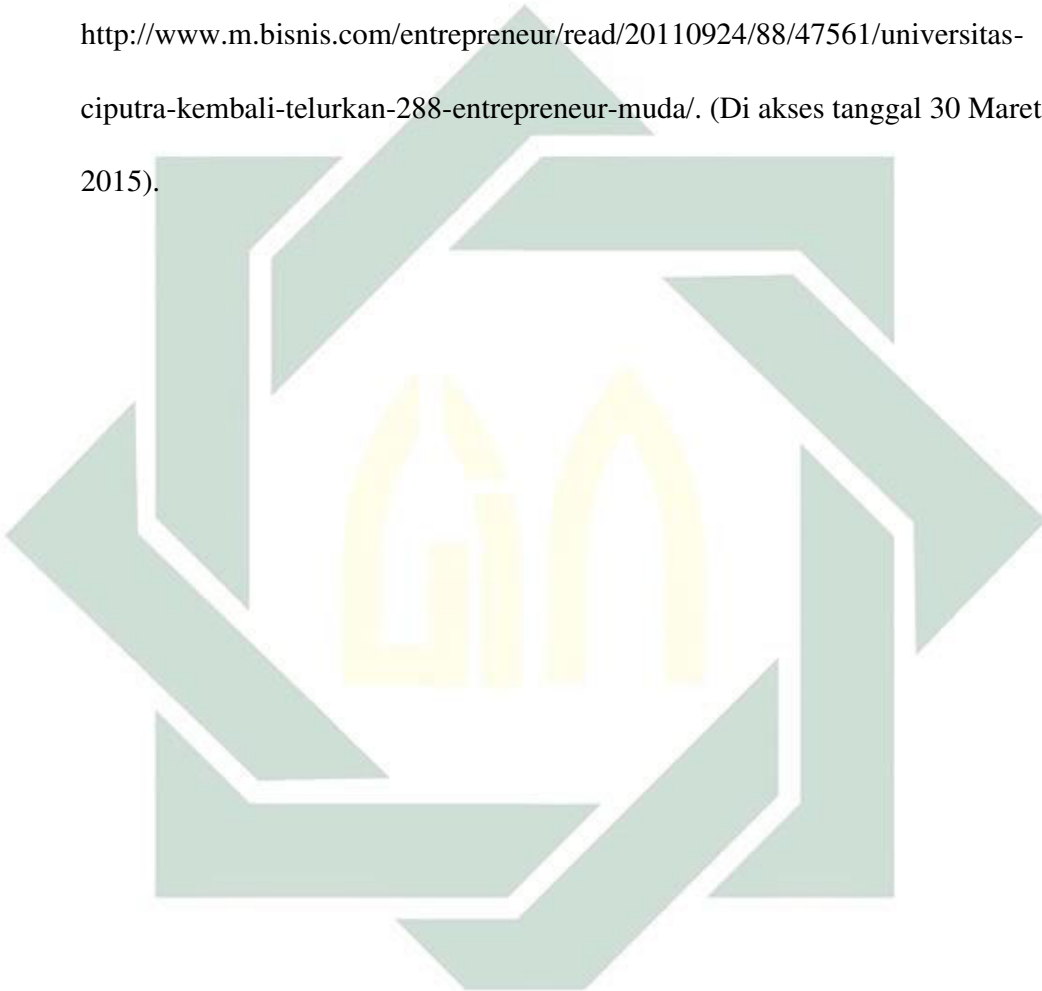 http://www.m.bisnis.com/entrepreneur/read/20110924/88/47561/universitas-
ciputra-kembali-telurkan-288-entrepreneur-muda/. (Di akses tanggal 30 Maret
2015).